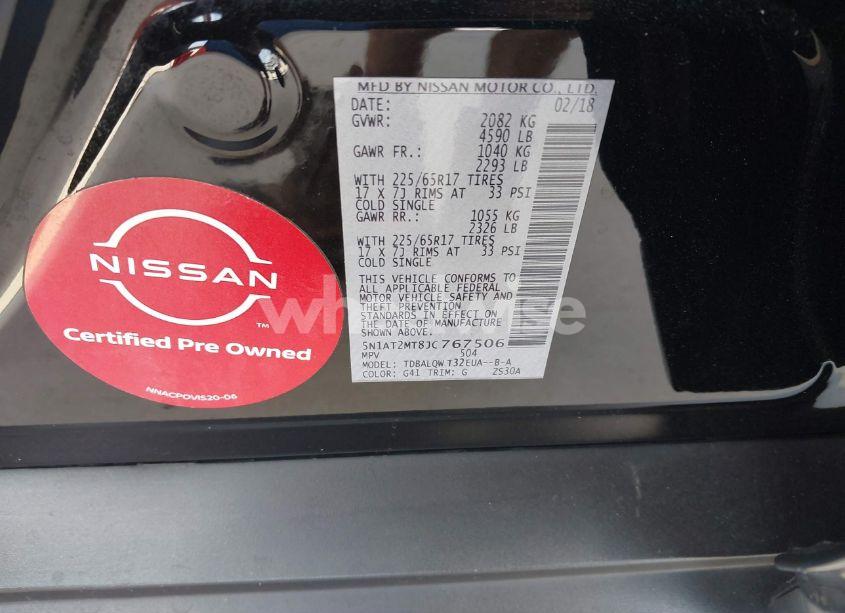 MFD BY NISSAN MOTOR CO., LTD.
DATE: 02/18
GVWR: 2082 KG
4590 LB
GAWR FR.: 1040 KG
2293 LB
WITH 225/65R17 TIRES
17 X 7J RIMS AT 33 PSI
COLD SINGLE
GAWR RR.: 1055 KG
2326 LB
WITH 225/65R17 TIRES
17 X 7J RIMS AT 33 PSI
COLD SINGLE
THIS VEHICLE CONFORMS TO
ALL APPLICABLE FEDERAL
MOTOR VEHICLE SAFETY AND
THEFT PREVENTION
STANDARDS IN EFFECT ON
THE DATE OF MANUFACTURE
SHOWN ABOVE.
5N1AT2MT8JC767506
MPV 504
MODEL: TDBALQW T32EUA--B-A
COLOR: G41 TRIM: G ZS30A
NISSAN
TM
Certified Pre Owned
NNACPOVIS20-06